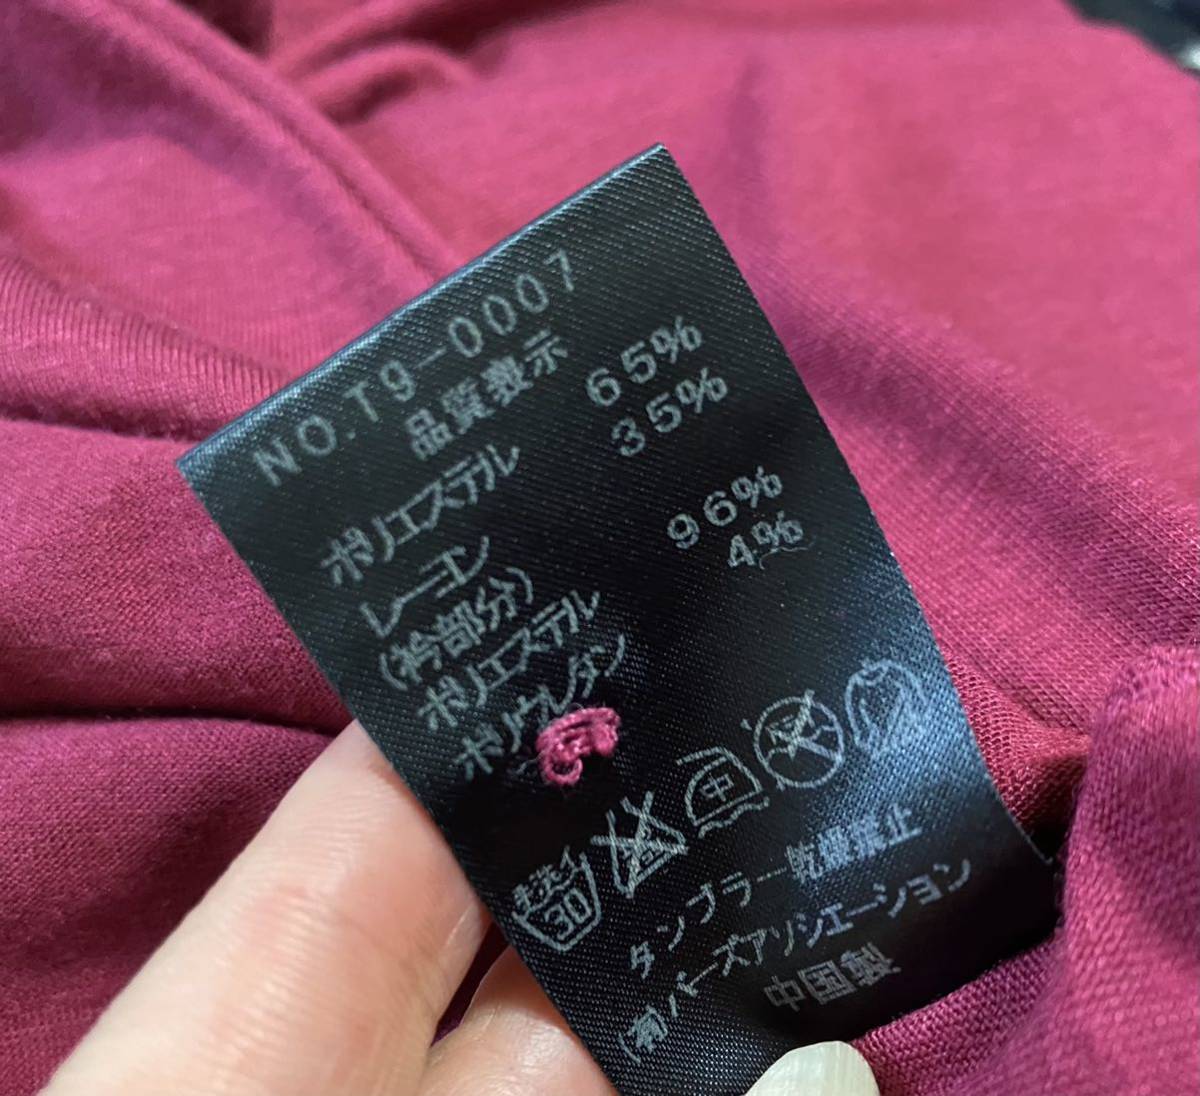 NO.T9-0007
品質表示
ポリエステル 65%
レーヨン 35%
(衿部分)
ポリエステル 96%
ポリウレタン 4%
手洗イ 30 中
タンブラー乾燥禁止
(有)バーズアソシエーション
中国製